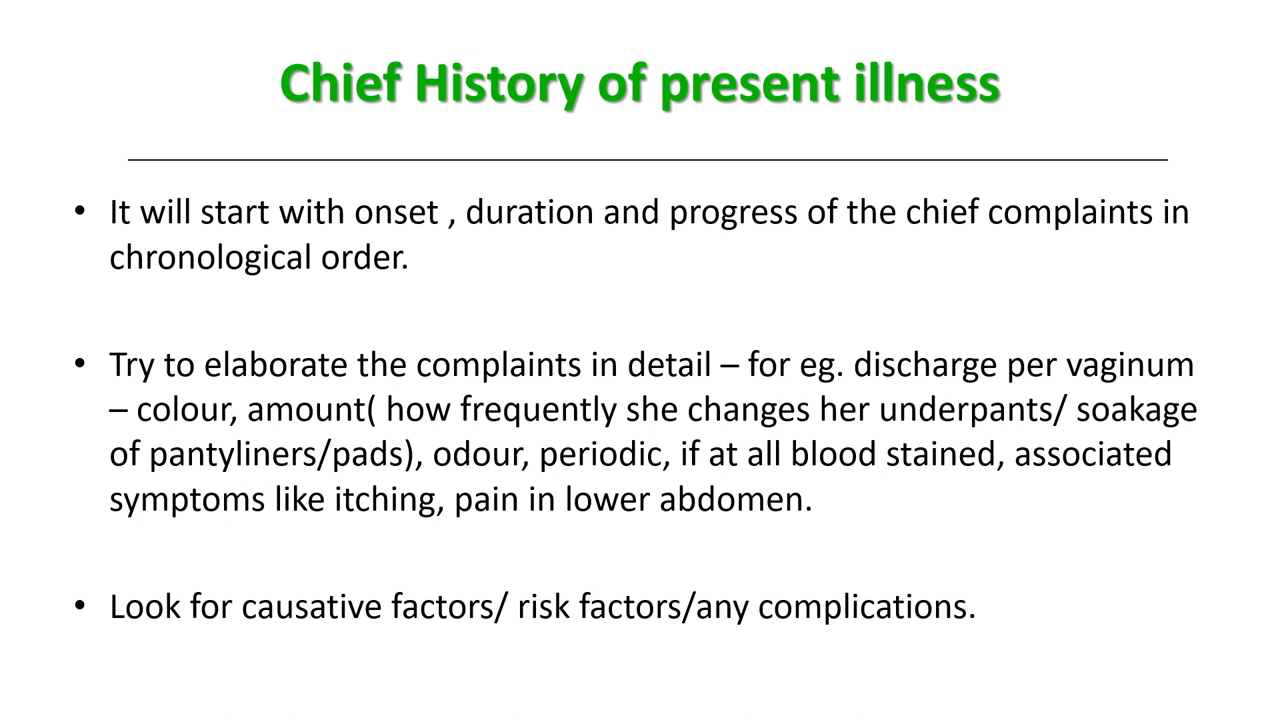 Chief History of present illness
• It will start with onset , duration and progress of the chief complaints in
chronological order.
• Try to elaborate the complaints in detail – for eg. discharge per vaginum
– colour, amount( how frequently she changes her underpants/ soakage
of pantyliners/pads), odour, periodic, if at all blood stained, associated
symptoms like itching, pain in lower abdomen.
• Look for causative factors/ risk factors/any complications.